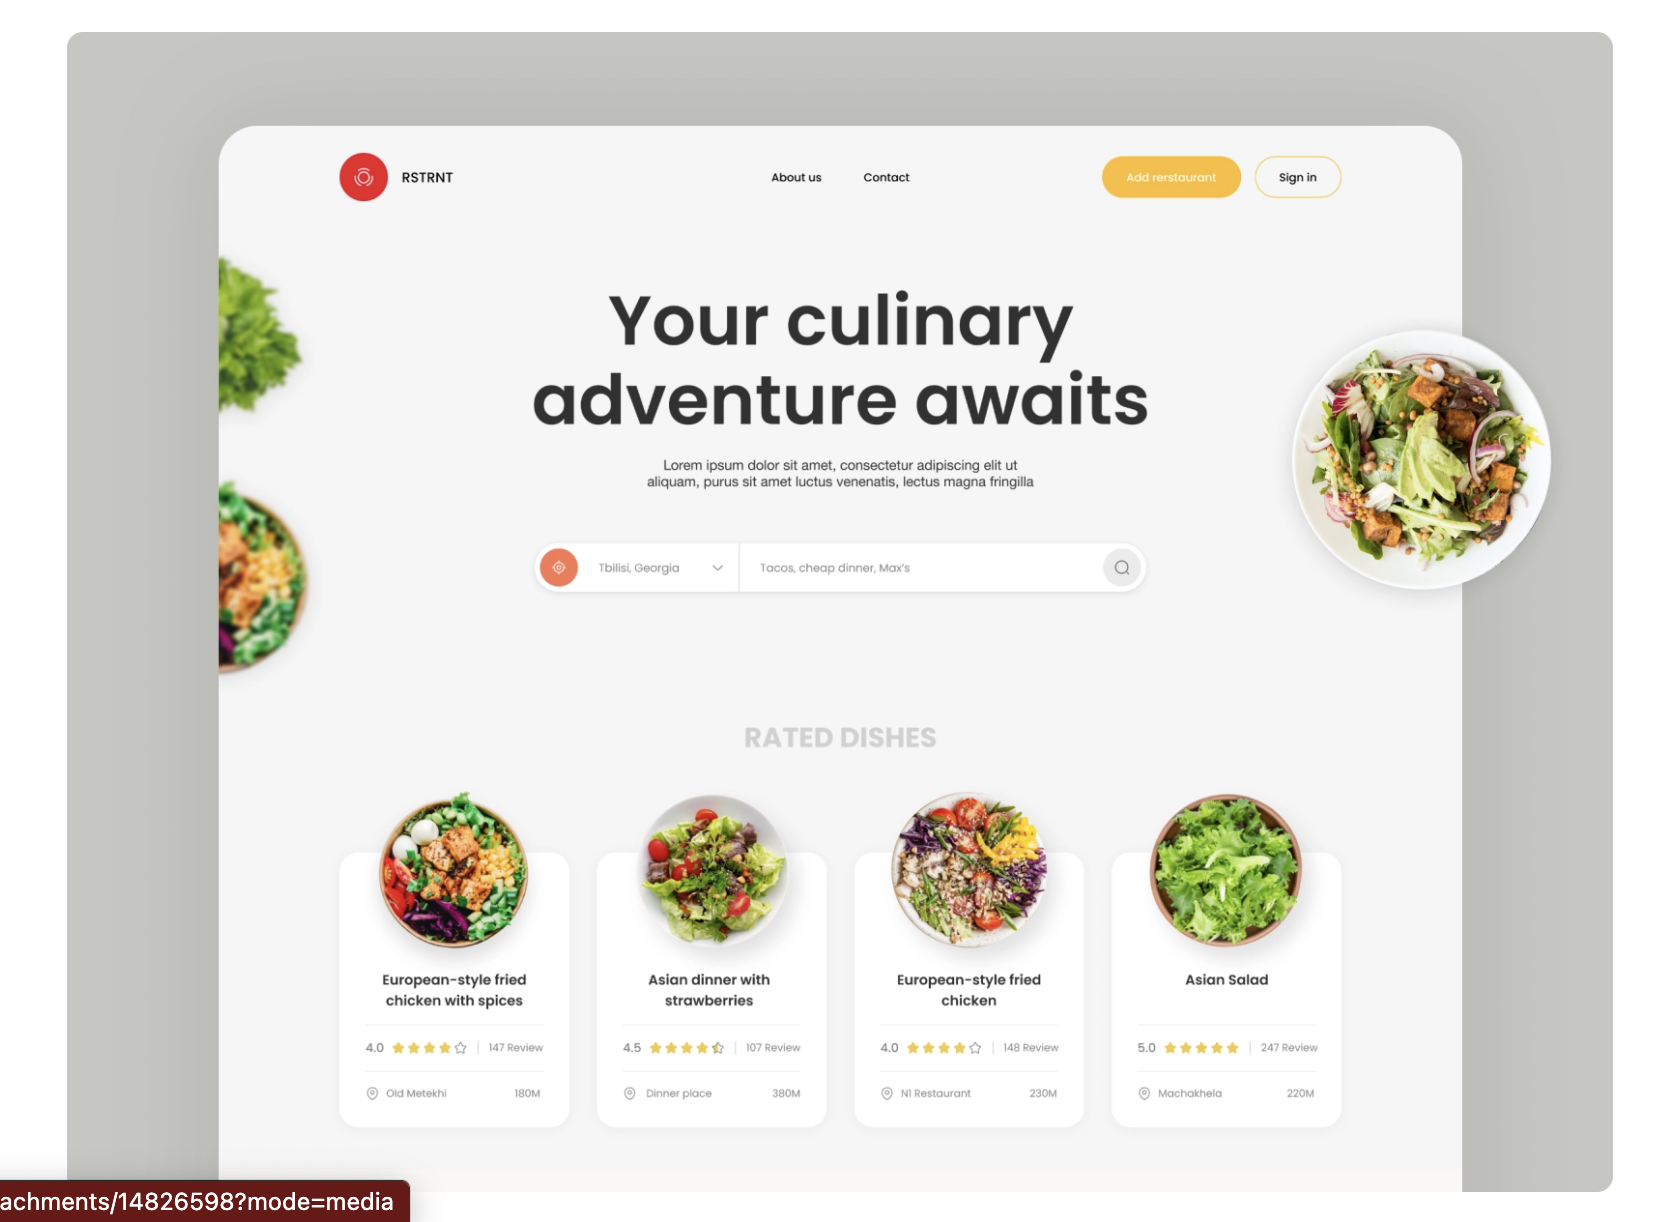 RSTRNT
About us
Contact
Add rerstaurant
Sign in
Your culinary
adventure awaits
Lorem ipsum dolor sit amet, consectetur adipiscing elit ut
aliquam, purus sit amet luctus venenatis, lectus magna fringilla
Tbilisi, Georgia
Tacos, cheap dinner, Max's
RATED DISHES
European-style fried
chicken with spices
4.0
147 Review
Old Metekhi
180M
Asian dinner with
strawberries
4.5
107 Review
Dinner place
380M
European-style fried
chicken
4.0
148 Review
N1 Restaurant
230M
Asian Salad
5.0
247 Review
Machakhela
220M
achments/14826598?mode=media